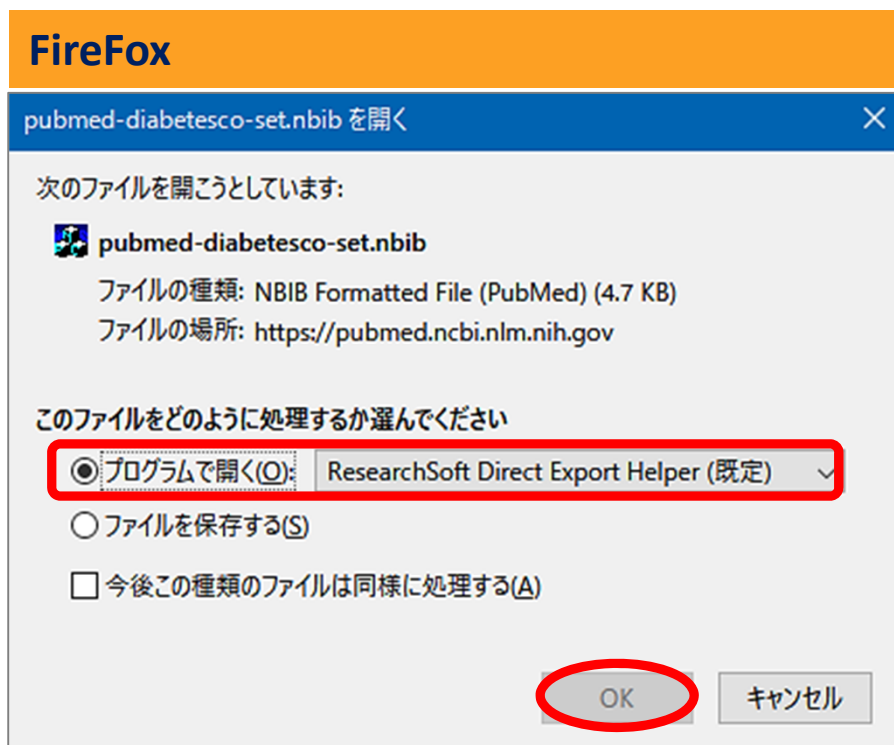 FireFox
pubmed-diabetesco-set.nbib を開く
次のファイルを開こうとしています:
pubmed-diabetesco-set.nbib
ファイルの種類: NBIB Formatted File (PubMed) (4.7 KB)
ファイルの場所: https://pubmed.ncbi.nlm.nih.gov
このファイルをどのように処理するか選んでください
プログラムで開く(O): ResearchSoft Direct Export Helper (既定)
ファイルを保存する(S)
今後この種類のファイルは同様に処理する(A)
OK キャンセル